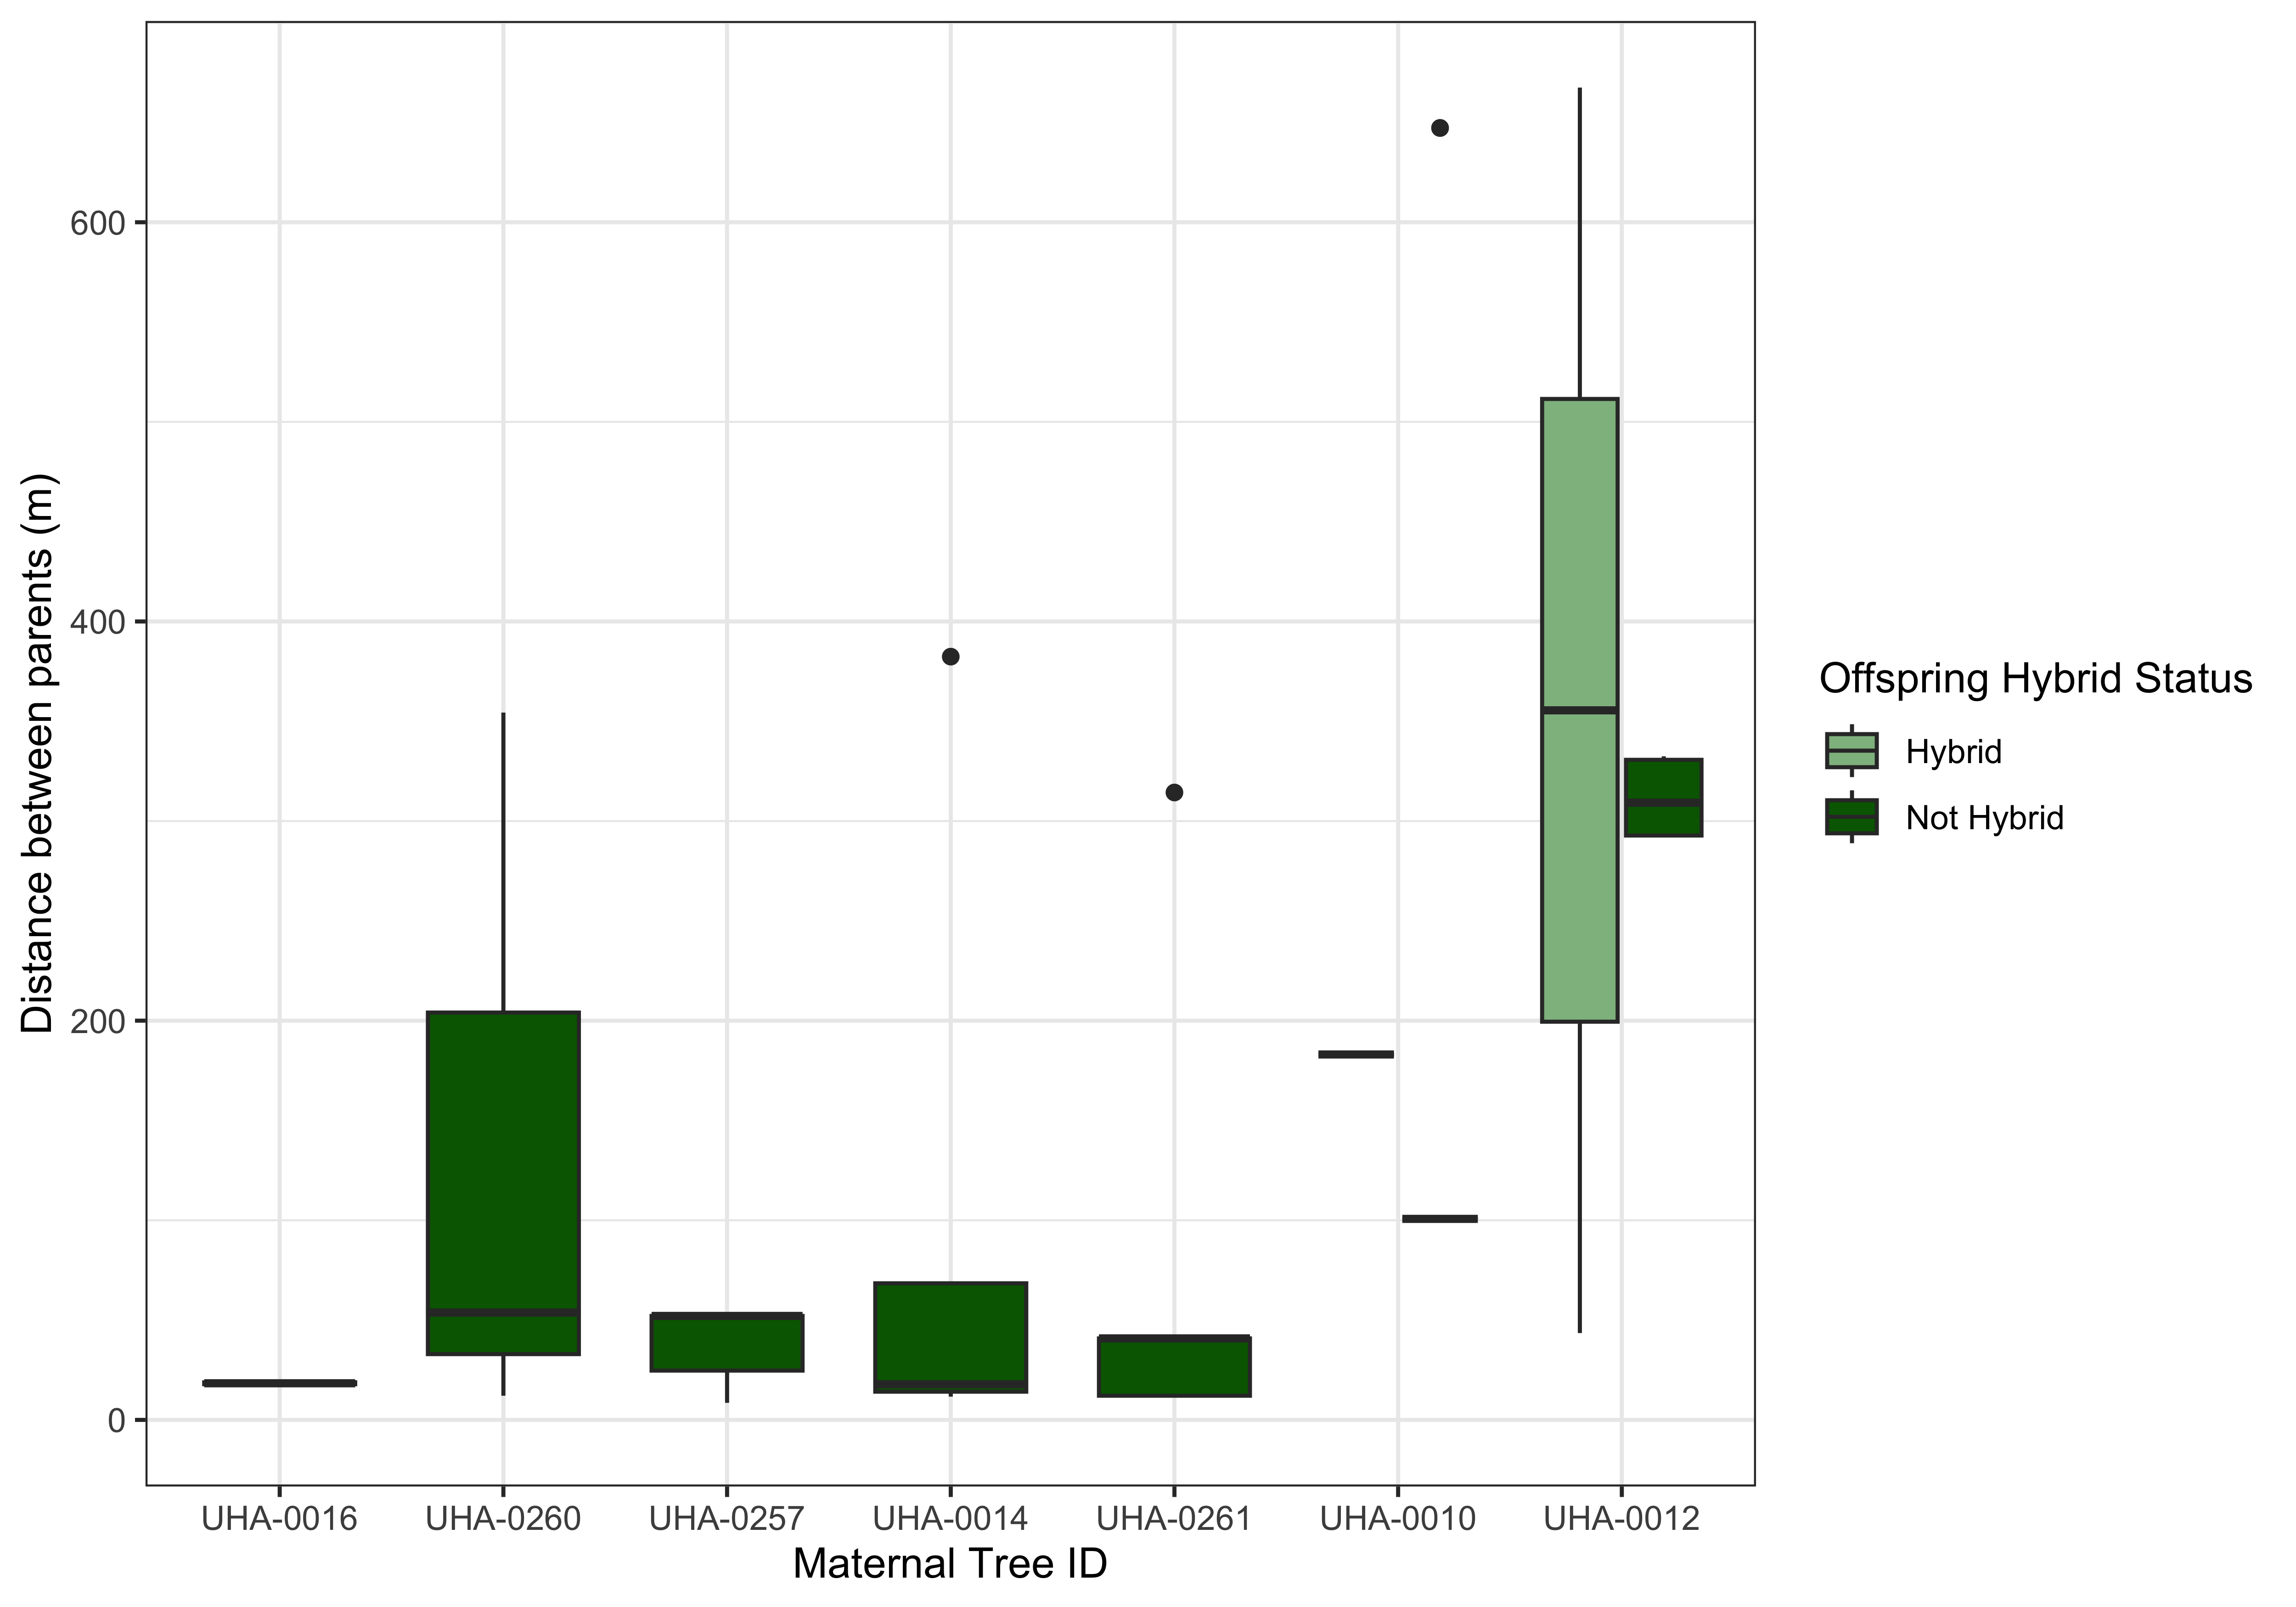 Distance between parents (m)
600
400
200
0
UHA-0016 UHA-0260 UHA-0257 UHA-0014 UHA-0261 UHA-0010 UHA-0012
Maternal Tree ID
Offspring Hybrid Status
Hybrid
Not Hybrid